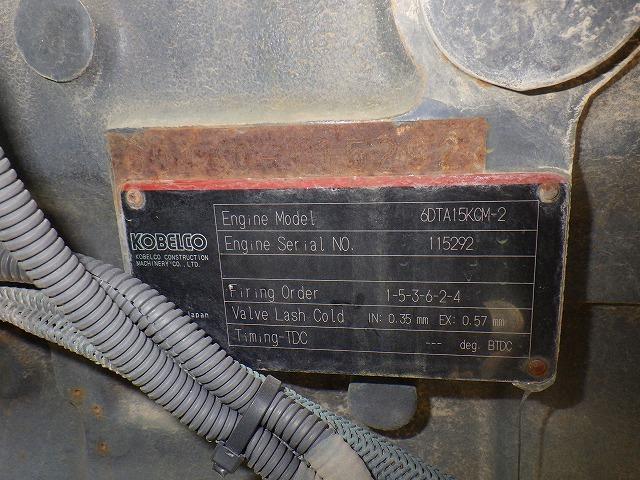 KOBELCO
KOBELCO CONSTRUCTION
MACHINERY CO., LTD.
Engine Model 6DTA15KCM-2
Engine Serial NO. 115292
-
-
Firing Order 1-5-3-6-2-4
Japan
Valve Lash Cold IN: 0.35 mm EX: 0.57 mm
Timing-TDC --- deg. BTDC